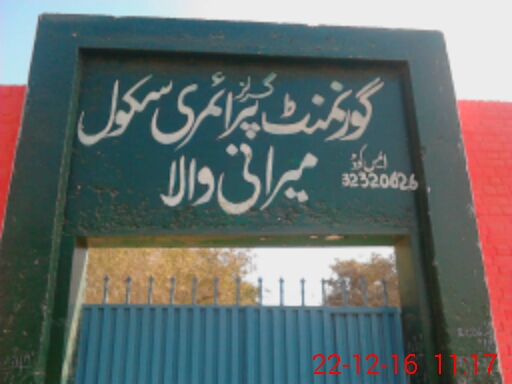 گورنمنٹ گرلز پرائمری سکول
میرانی والا
ایس کوڈ
32320626
22-12-16 11:17